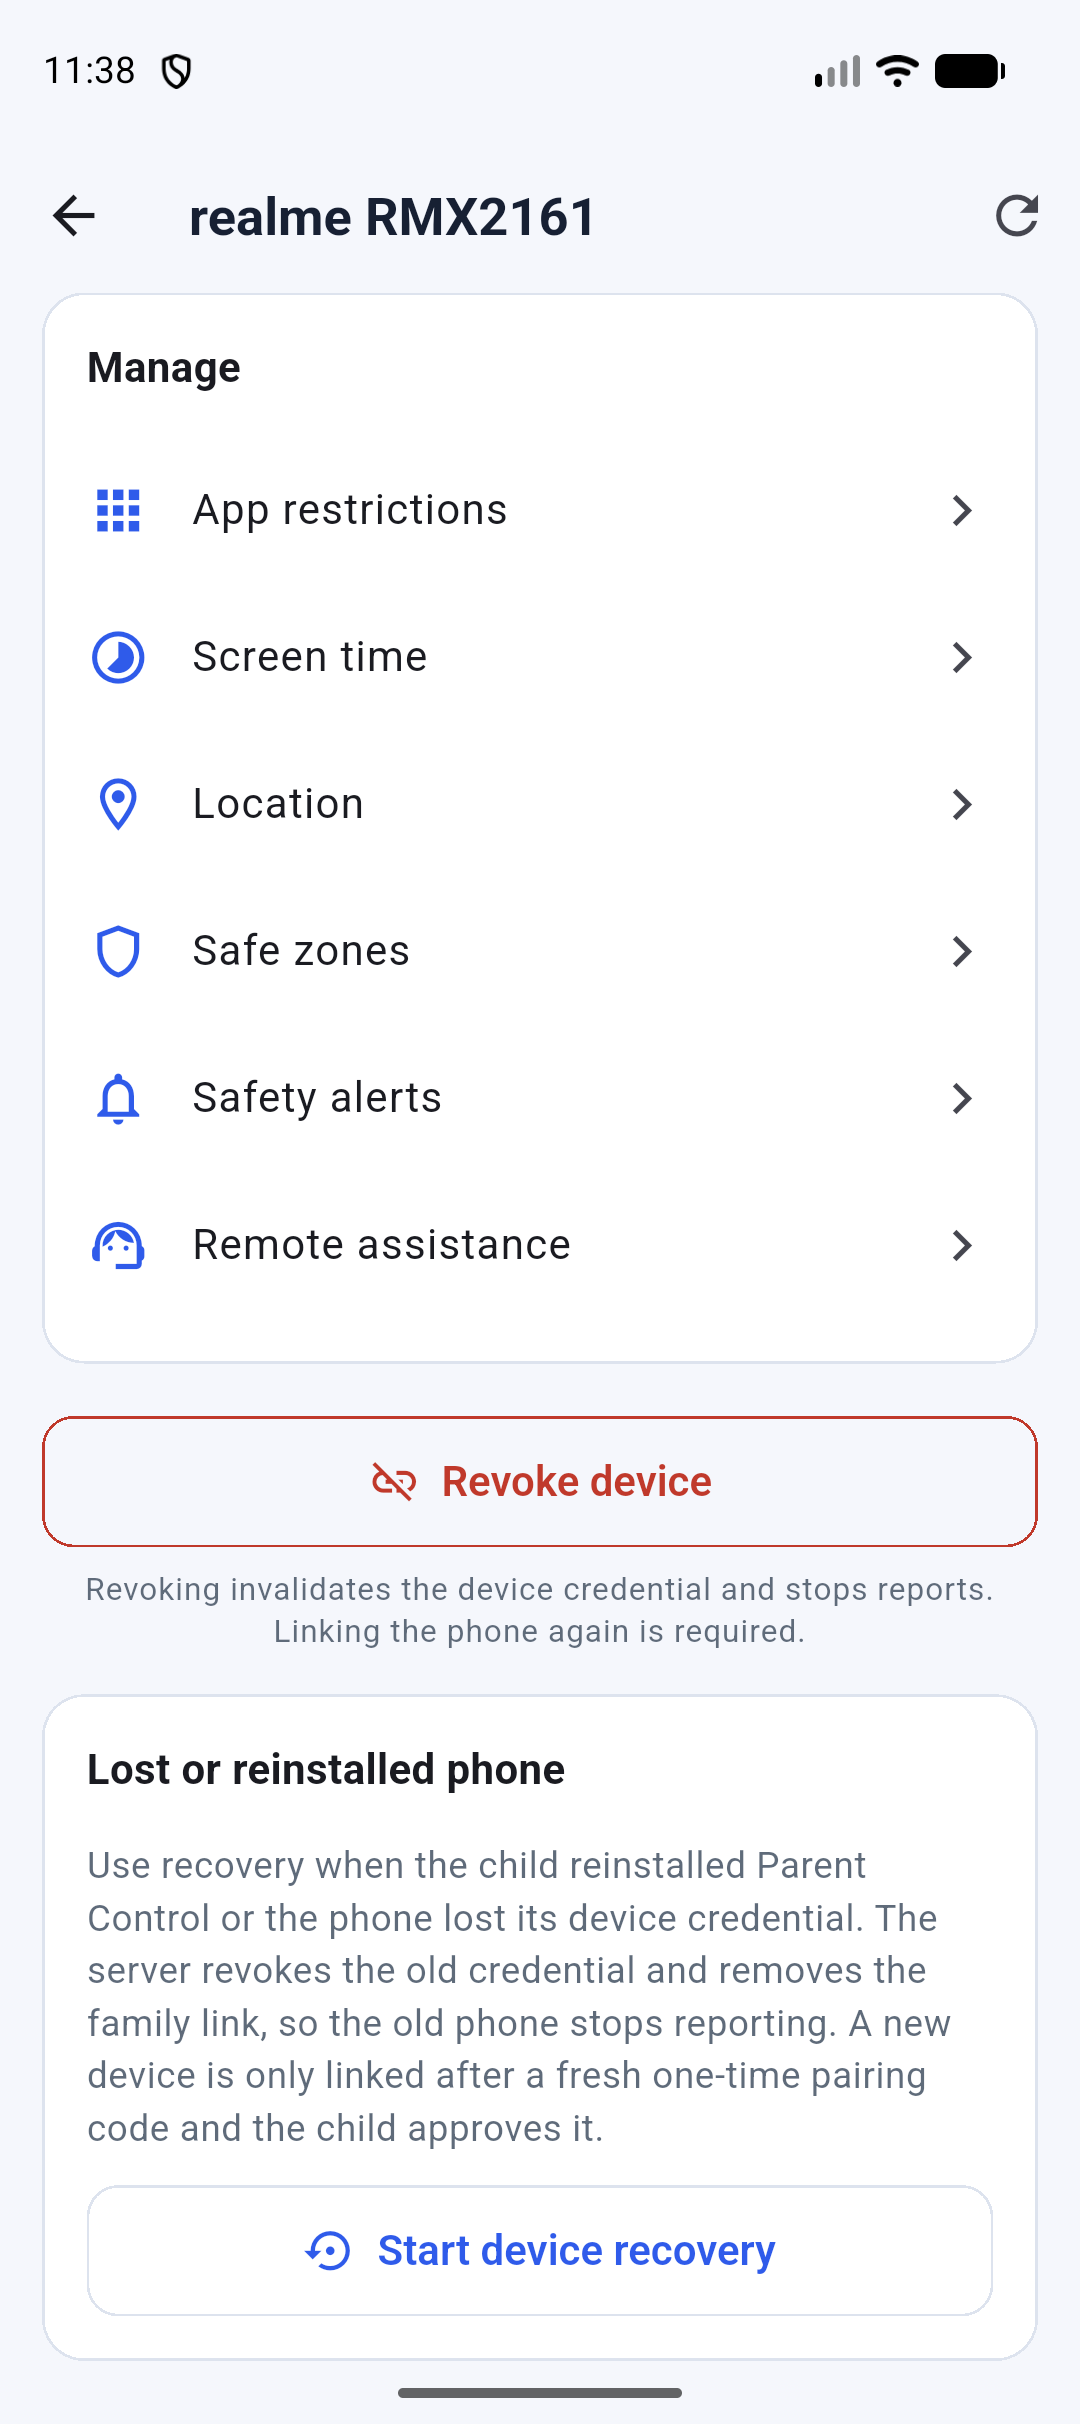 11:38
realme RMX2161
Manage
App restrictions
Screen time
Location
Safe zones
Safety alerts
Remote assistance
Revoke device
Revoking invalidates the device credential and stops reports.
Linking the phone again is required.
Lost or reinstalled phone
Use recovery when the child reinstalled Parent
Control or the phone lost its device credential. The
server revokes the old credential and removes the
family link, so the old phone stops reporting. A new
device is only linked after a fresh one-time pairing
code and the child approves it.
Start device recovery